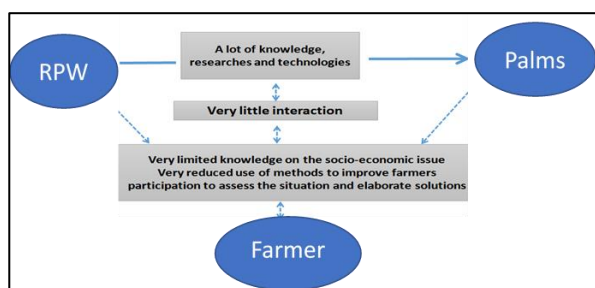 A lot of knowledge,
researches and technologies
RPW
Palms
Very little interaction
Very limited knowledge on the socio-economic issue
Very reduced use of methods to improve farmers
participation to assess the situation and elaborate solutions
Farmer